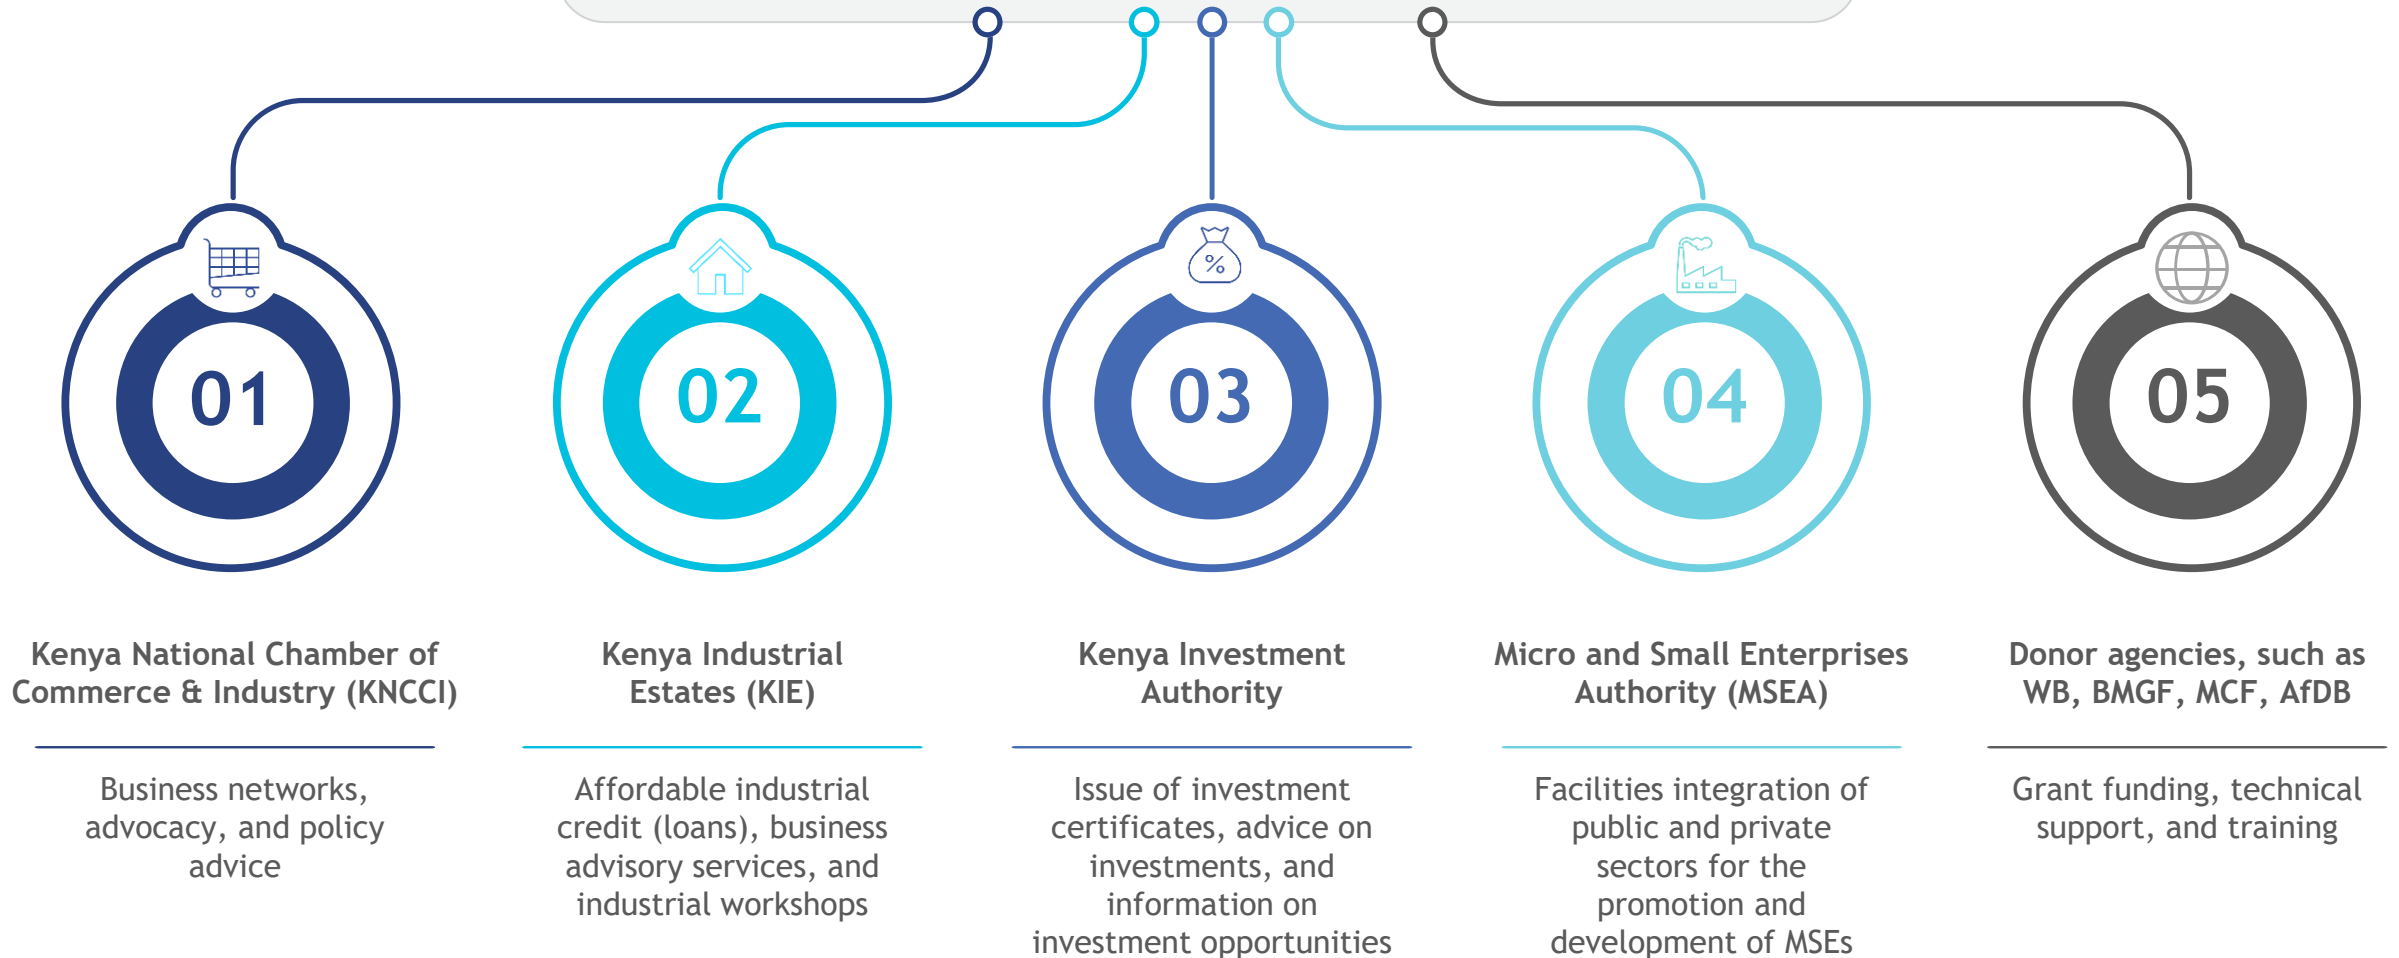 01
02
03
04
05
Kenya National Chamber of
Commerce & Industry (KNCCI)
Business networks,
advocacy, and policy
advice
Kenya Industrial
Estates (KIE)
Affordable industrial
credit (loans), business
advisory services, and
industrial workshops
Kenya Investment
Authority
Issue of investment
certificates, advice on
investments, and
information on
investment opportunities
Micro and Small Enterprises
Authority (MSEA)
Facilities integration of
public and private
sectors for the
promotion and
development of MSEs
Donor agencies, such as
WB, BMGF, MCF, AfDB
Grant funding, technical
support, and training
%